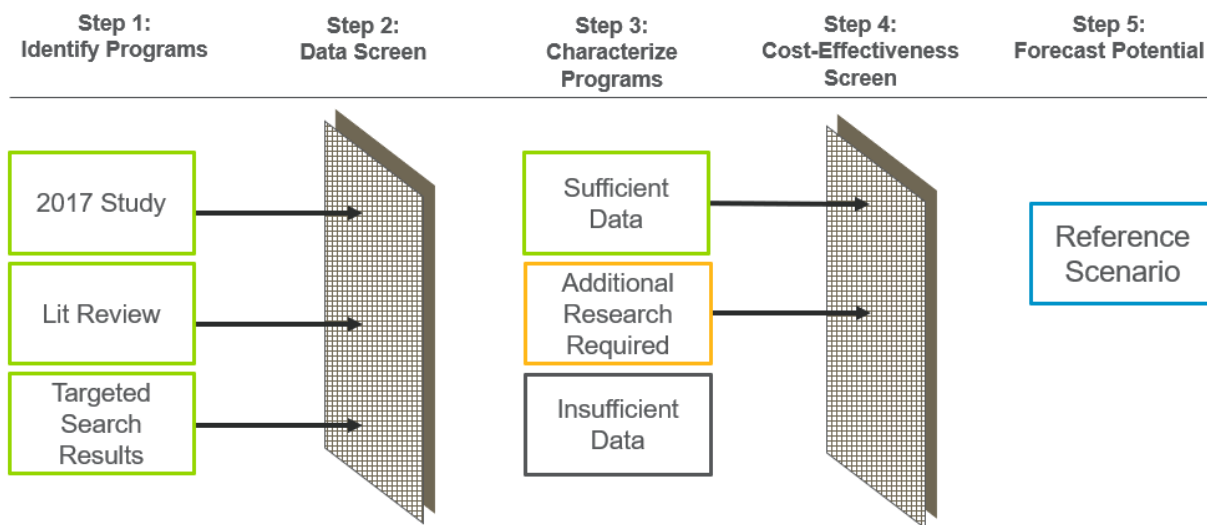 Step 1:
Identify Programs
Step 2:
Data Screen
Step 3:
Characterize
Programs
Step 4:
Cost-Effectiveness
Screen
Step 5:
Forecast Potential
2017 Study
Lit Review
Targeted
Search
Results
Sufficient
Data
Additional
Research
Required
Insufficient
Data
Reference
Scenario